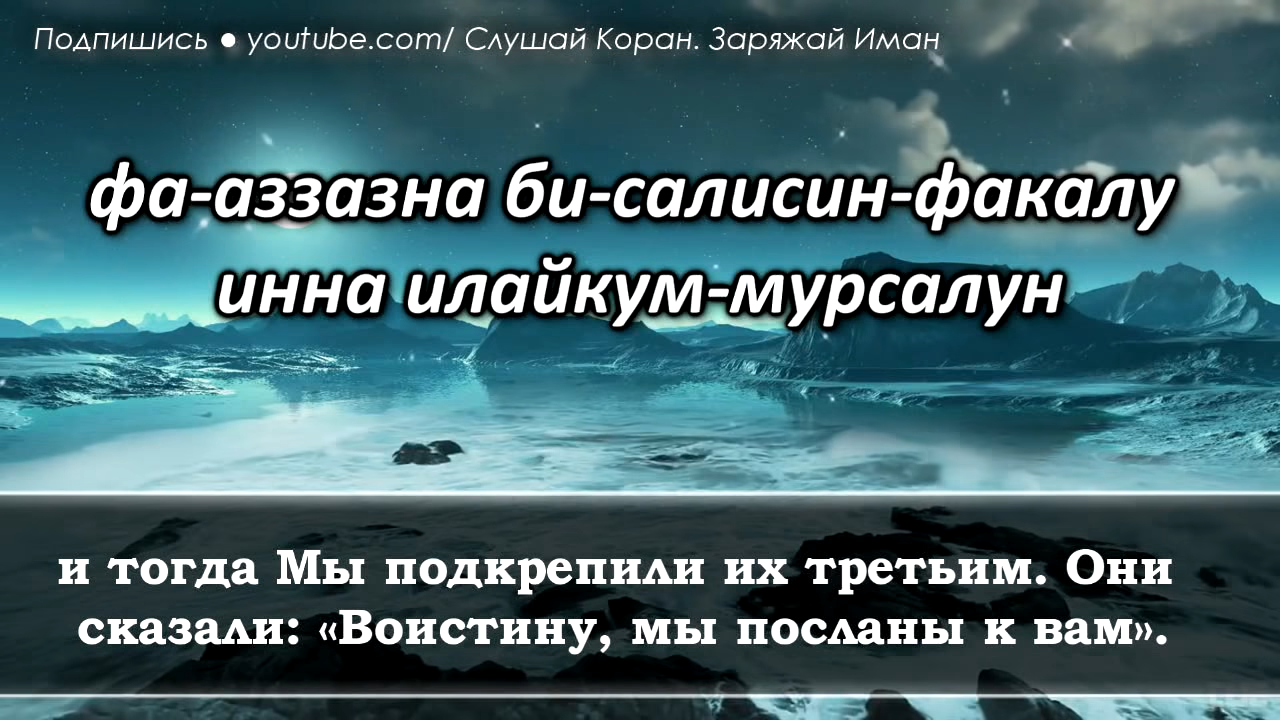 Подпишись ● youtube.com/ Слушай Коран. Заряжай Иман
фа-аззазна би-салисин-факалу
инна илайкум-мурсалун
и тогда Мы подкрепили их третьим. Они
сказали: «Воистину, мы посланы к вам».